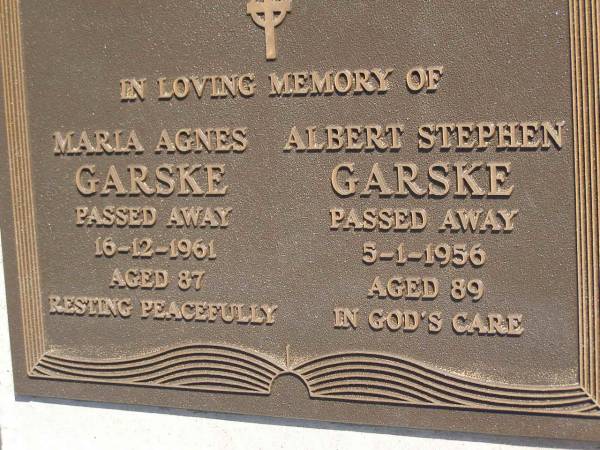 IN LOVING MEMORY OF
MARIA AGNES
GARSKE
PASSED AWAY
16-12-1961
AGED 87
RESTING PEACEFULLY
ALBERT STEPHEN
GARSKE
PASSED AWAY
5-1-1956
AGED 89
IN GOD'S CARE